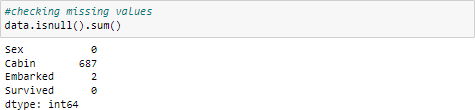 #checking missing values
data.isnull().sum()
Sex 0
Cabin 687
Embarked 2
Survived 0
dtype: int64